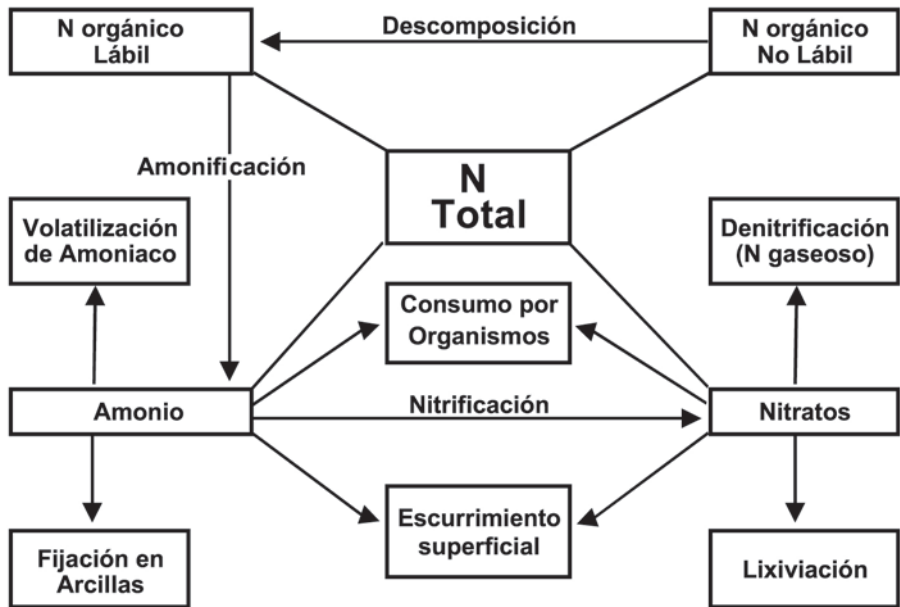 N orgánico
Lábil
Descomposición
N orgánico
No Lábil
Amonificación
N
Total
Volatilización
de Amoniaco
Denitrificación
(N gaseoso)
Consumo por
Organismos
Amonio
Nitrificación
Nitratos
Fijación en
Arcillas
Escurrimiento
superficial
Lixiviación